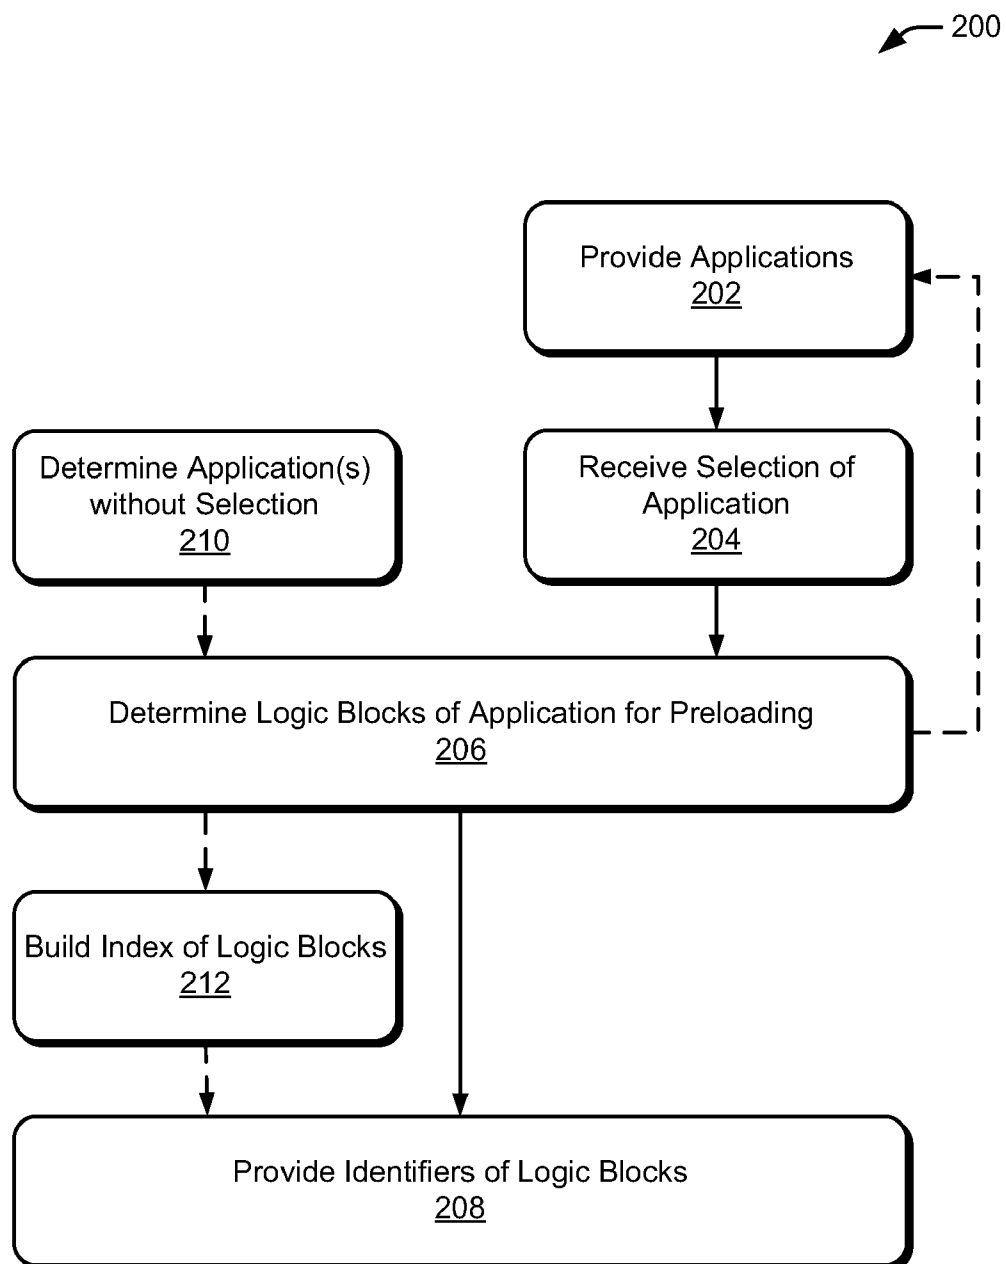 200
Provide Applications
202
Determine Application(s)
without Selection
210
Receive Selection of
Application
204
Determine Logic Blocks of Application for Preloading
206
Build Index of Logic Blocks
212
Provide Identifiers of Logic Blocks
208